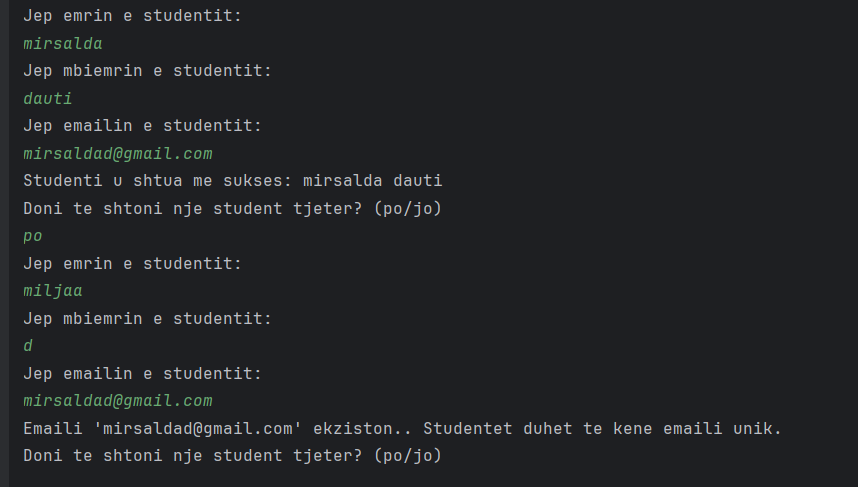 Jep emrin e studentit:
mirsalda
Jep mbiemrin e studentit:
dauti
Jep emailin e studentit:
mirsaldad@gmail.com
Studenti u shtua me sukses: mirsalda dauti
Doni te shtoni nje student tjeter? (po/jo)
po
Jep emrin e studentit:
miljaa
Jep mbiemrin e studentit:
d
Jep emailin e studentit:
mirsaldad@gmail.com
Emaili 'mirsaldad@gmail.com' ekziston.. Studentet duhet te kene emaili unik.
Doni te shtoni nje student tjeter? (po/jo)